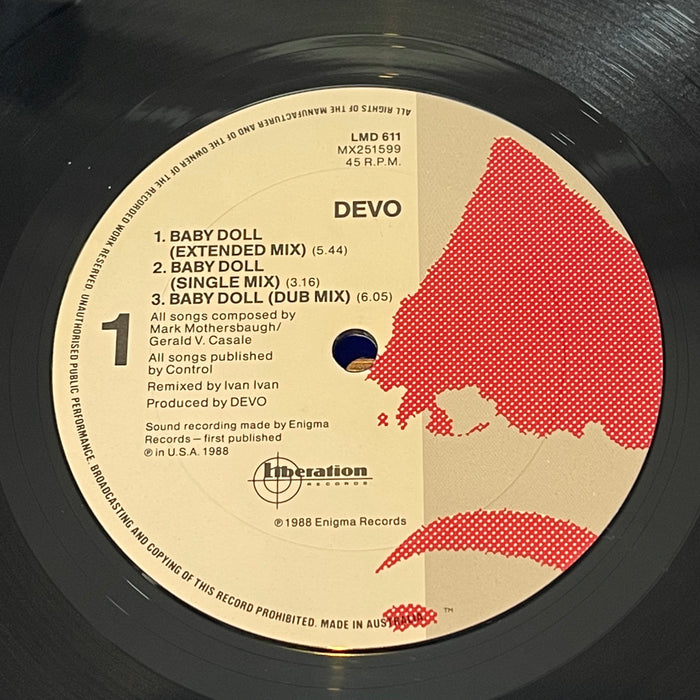 LMD 611
MX251599
45 R.P.M.
DEVO
1. BABY DOLL
(EXTENDED MIX) (5.44)
2. BABY DOLL
(SINGLE MIX) (3.16)
3. BABY DOLL (DUB MIX) (6.05)
1
All songs composed by
Mark Mothersbaugh/
Gerald V. Casale
All songs published
by Control
Remixed by Ivan Ivan
Produced by DEVO
Sound recording made by Enigma
Records – first published
℗ in U.S.A. 1988
liberation
RECORDS
℗ 1988 Enigma Records
TM
ALL RIGHTS OF THE MANUFACTURER AND OF THE OWNER OF THE RECORDED WORK RESERVED. UNAUTHORISED PUBLIC PERFORMANCE, BROADCASTING AND COPYING OF THIS RECORD PROHIBITED. MADE IN AUSTRALIA